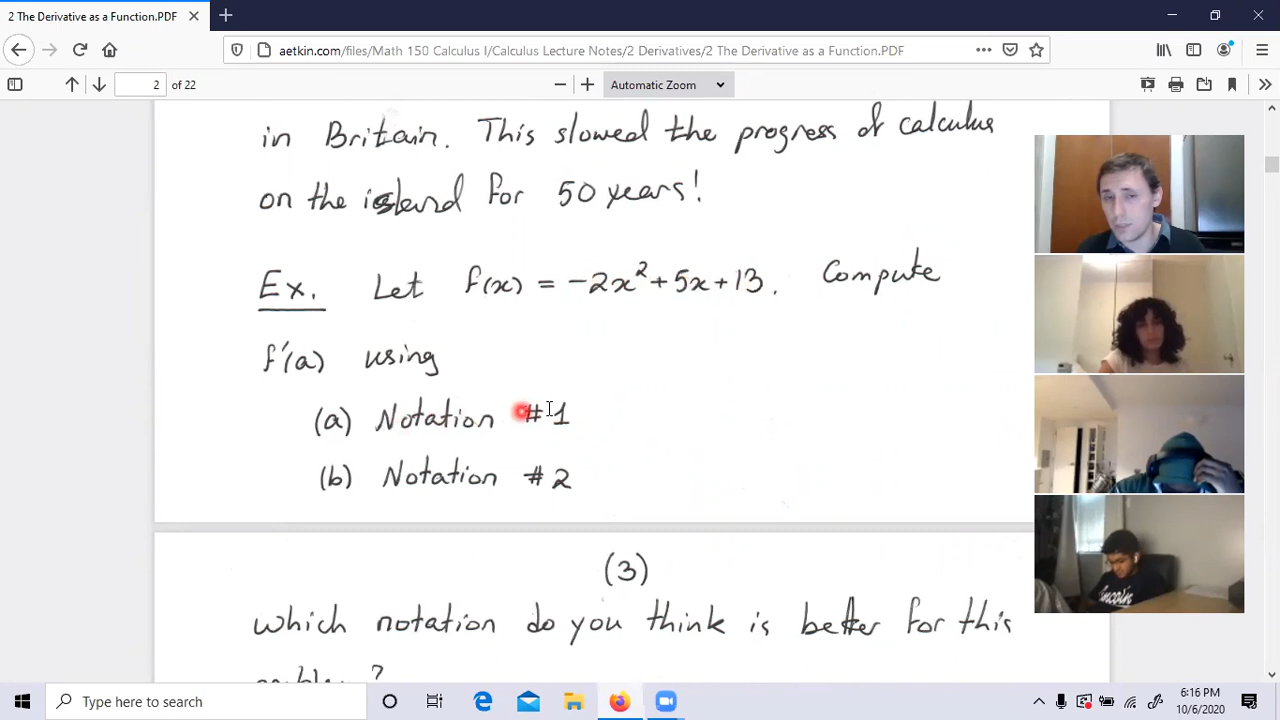 2 The Derivative as a Function.PDF
aetkin.com/files/Math 150 Calculus I/Calculus Lecture Notes/2 Derivatives/2 The Derivative as a Function.PDF
2 of 22
Automatic Zoom
in Britain. This slowed the progress of calculus
on the island for 50 years!
Ex. Let f(x) = -2x² + 5x + 13. Compute
f'(a) using
(a) Notation #1
(b) Notation #2
(3)
which notation do you think is better for this
Lincoln
Type here to search
6:16 PM
10/6/2020